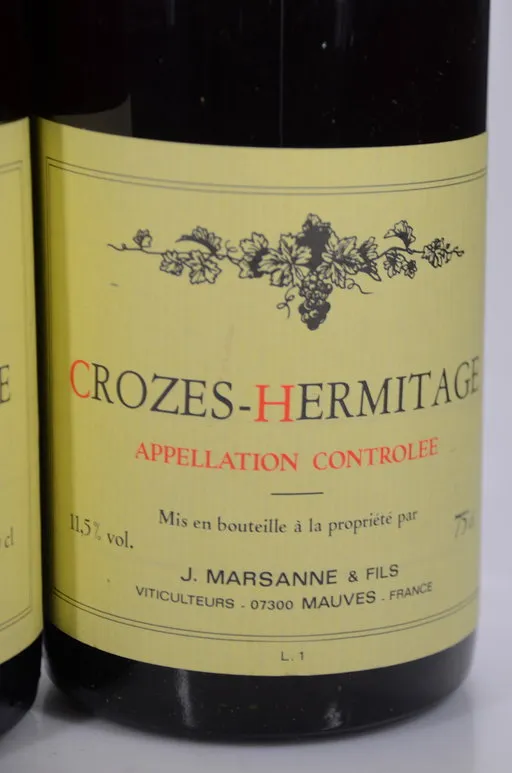 CROZES-HERMITAGE
APPELLATION CONTROLEE
11,5% vol.
Mis en bouteille à la propriété par
J. MARSANNE & FILS
VITICULTEURS - 07300 MAUVES - FRANCE
L. 1
E
cl